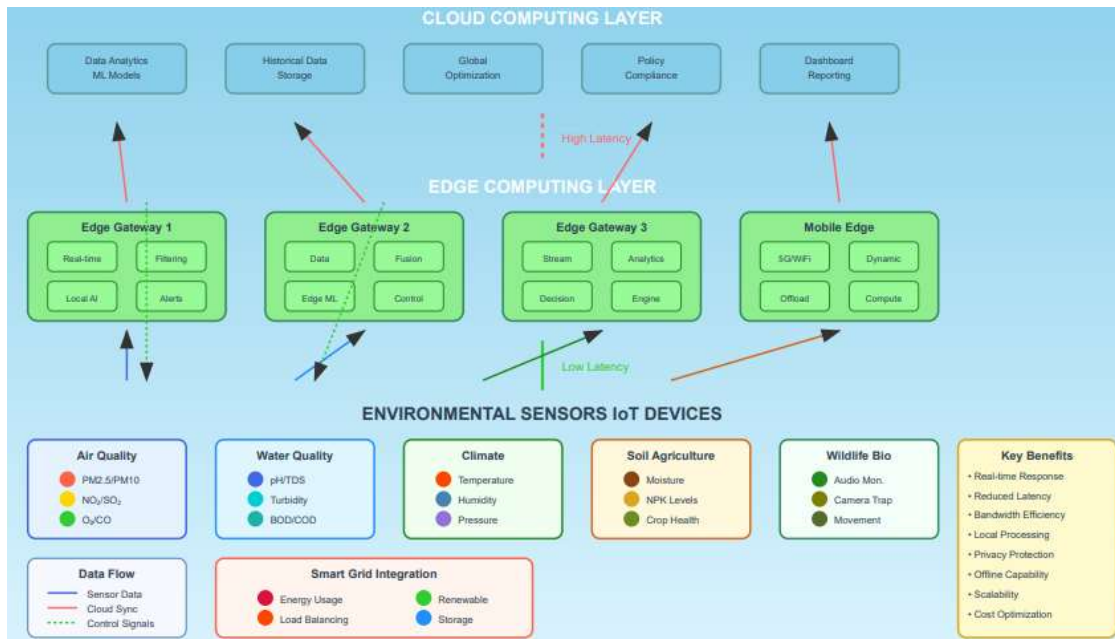 CLOUD COMPUTING LAYER
Data Analytics
ML Models
Historical Data
Storage
Global
Optimization
Policy
Compliance
Dashboard
Reporting
High Latency
EDGE COMPUTING LAYER
Edge Gateway 1
Real-time
Filtering
Local AI
Alerts
Edge Gateway 2
Data
Fusion
Edge ML
Control
Edge Gateway 3
Stream
Analytics
Decision
Engine
Mobile Edge
5G/WiFi
Dynamic
Offload
Compute
Low Latency
ENVIRONMENTAL SENSORS IoT DEVICES
Air Quality
PM2.5/PM10
NO₂/SO₂
O₃/CO
Water Quality
pH/TDS
Turbidity
BOD/COD
Climate
Temperature
Humidity
Pressure
Soil Agriculture
Moisture
NPK Levels
Crop Health
Wildlife Bio
Audio Mon.
Camera Trap
Movement
Key Benefits
• Real-time Response
• Reduced Latency
• Bandwidth Efficiency
• Local Processing
• Privacy Protection
• Offline Capability
• Scalability
• Cost Optimization
Data Flow
Sensor Data
Cloud Sync
Control Signals
Smart Grid Integration
Energy Usage
Renewable
Load Balancing
Storage